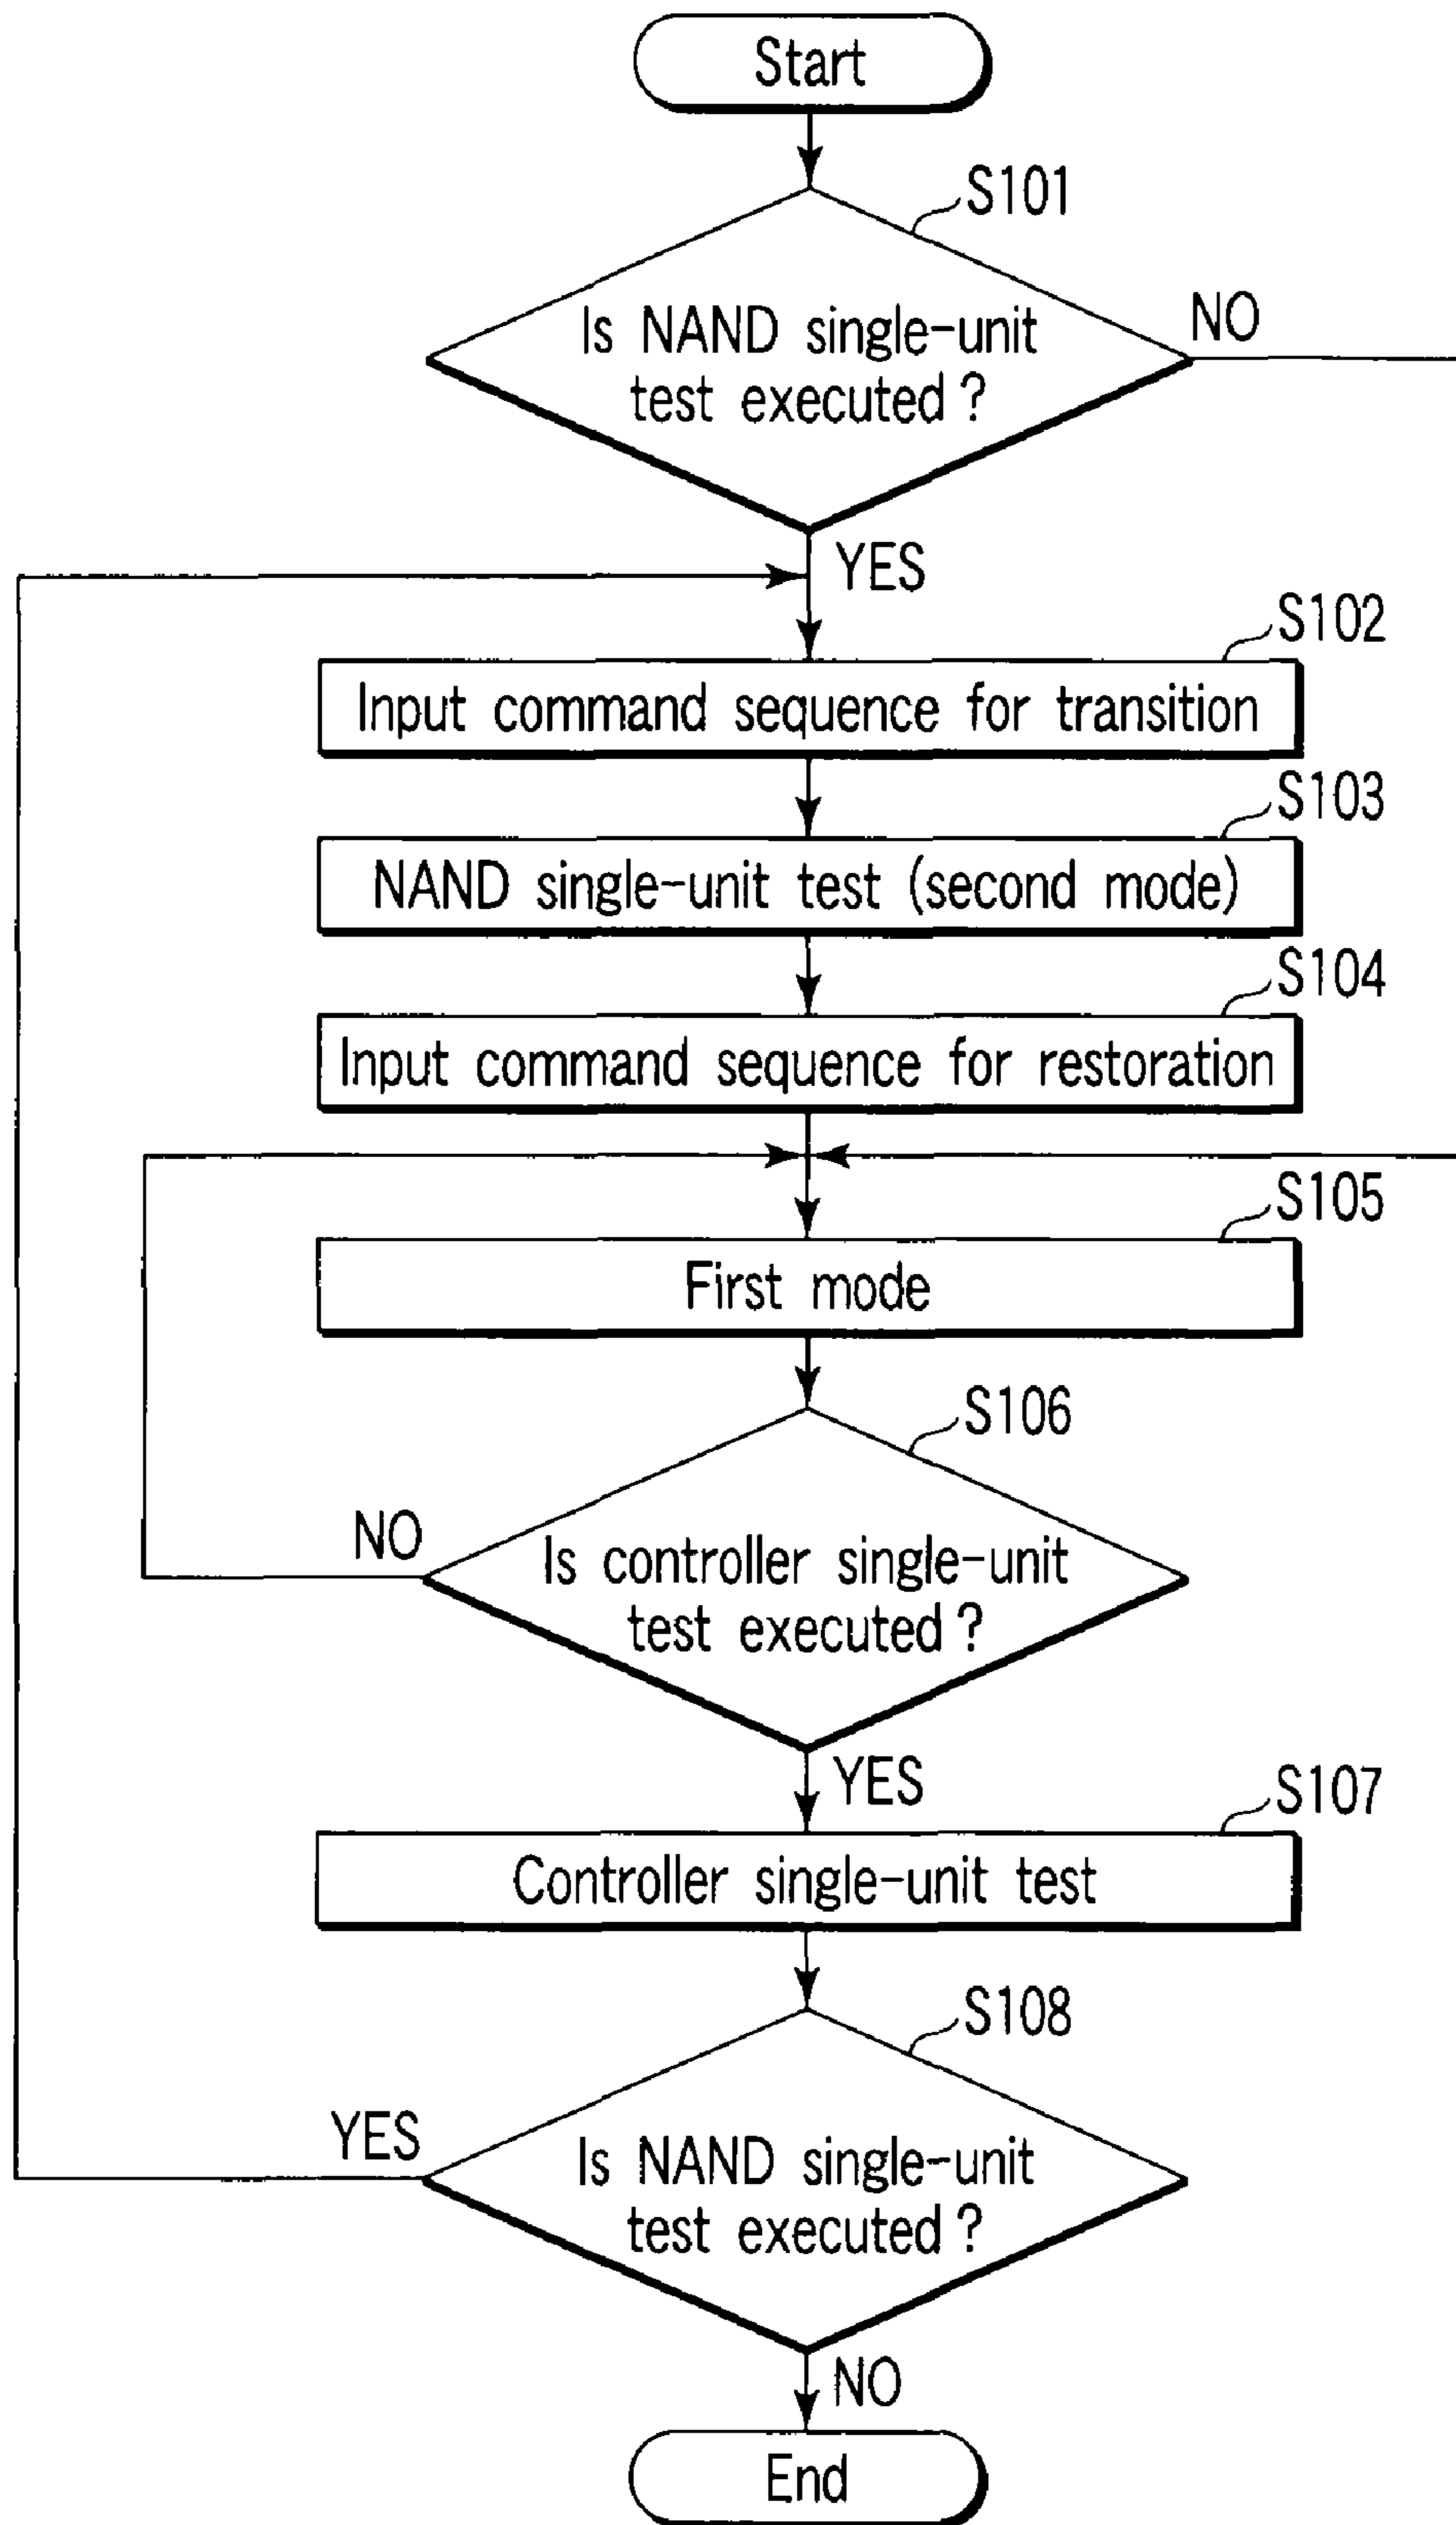 Start
S101
Is NAND single-unit
test executed ?
NO
YES
S102
Input command sequence for transition
S103
NAND single-unit test (second mode)
S104
Input command sequence for restoration
S105
First mode
S106
NO
Is controller single-unit
test executed ?
YES
S107
Controller single-unit test
S108
YES
Is NAND single-unit
test executed ?
NO
End